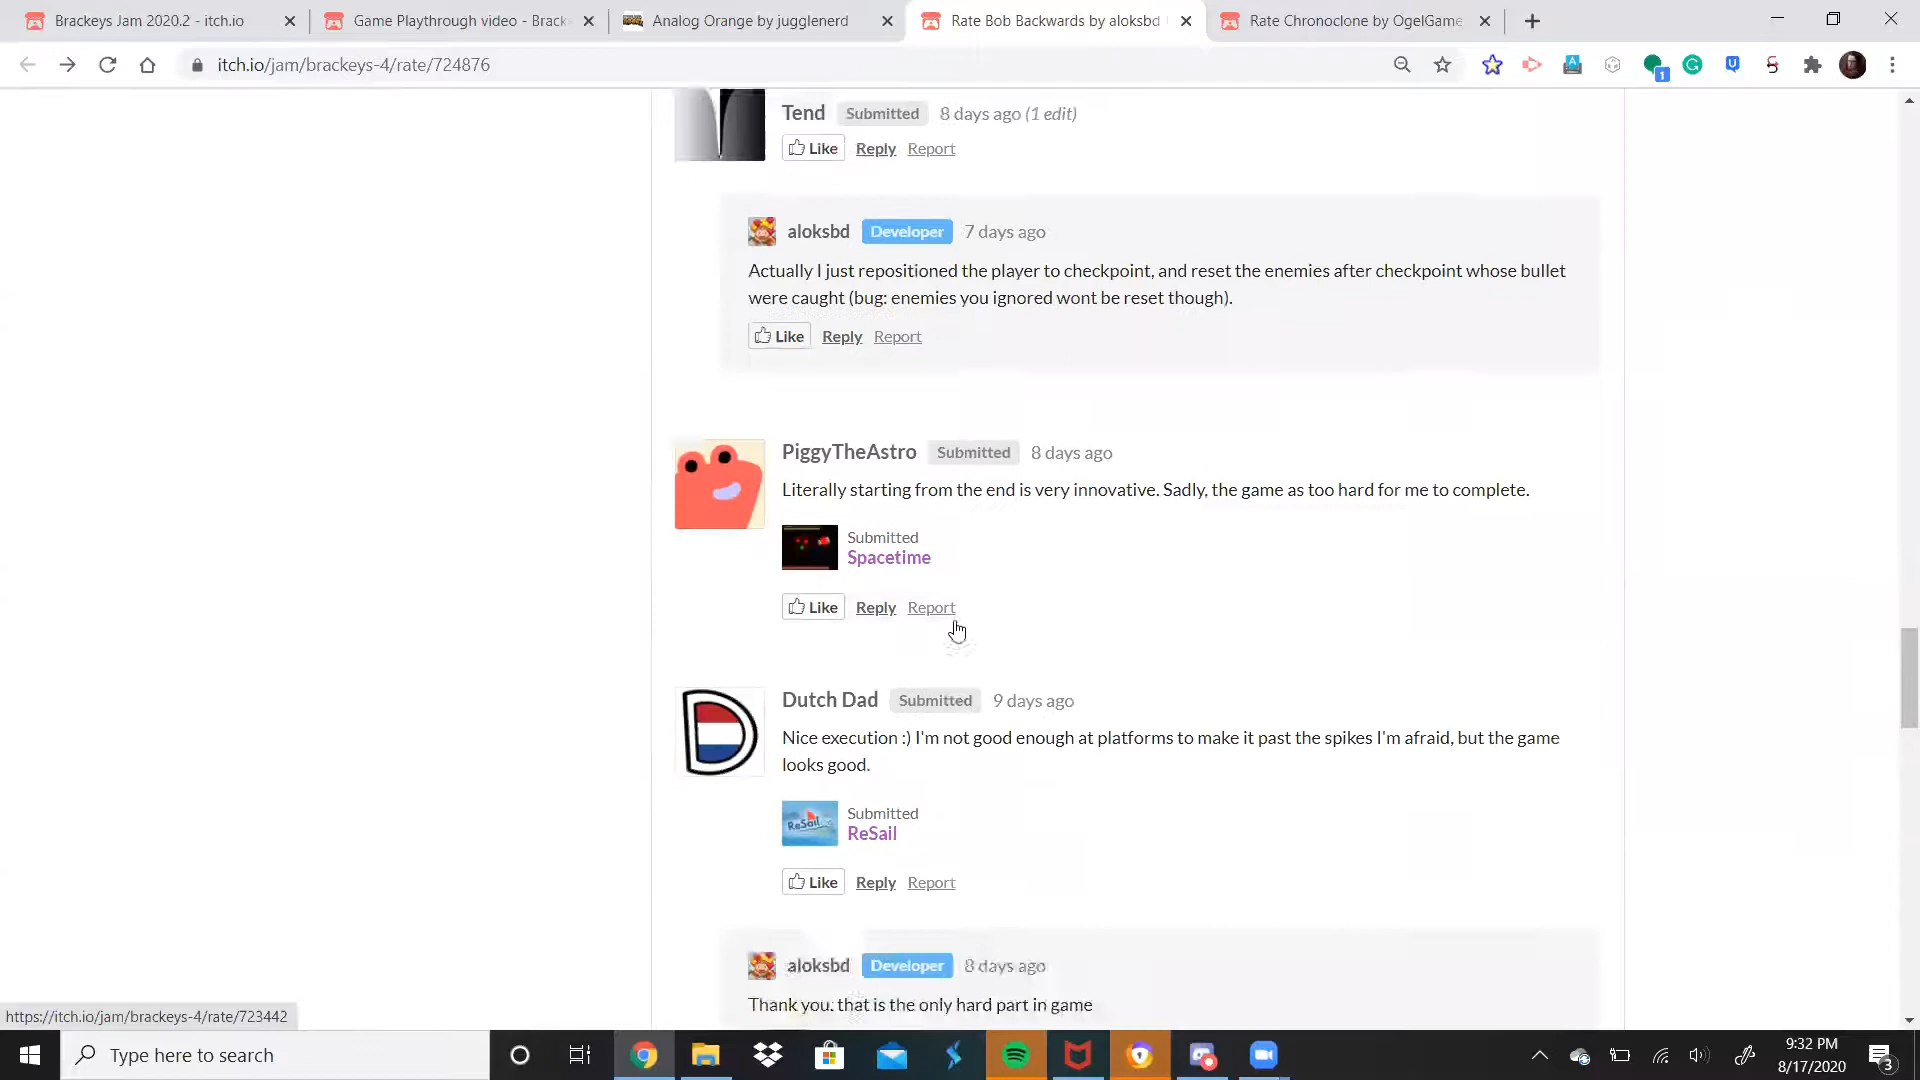 Brackeys Jam 2020.2 - itch.io
Game Playthrough video - Brack
Analog Orange by jugglenerd
Rate Bob Backwards by aloksbd
Rate Chronoclone by OgelGame
itch.io/jam/brackeys-4/rate/724876
Tend Submitted 8 days ago (1 edit)
Like Reply Report
aloksbd Developer 7 days ago
Actually I just repositioned the player to checkpoint, and reset the enemies after checkpoint whose bullet
were caught (bug: enemies you ignored wont be reset though).
Like Reply Report
PiggyTheAstro Submitted 8 days ago
Literally starting from the end is very innovative. Sadly, the game as too hard for me to complete.
Submitted
Spacetime
Like Reply Report
Dutch Dad Submitted 9 days ago
Nice execution :) I'm not good enough at platforms to make it past the spikes I'm afraid, but the game
looks good.
ReSail
Submitted
ReSail
Like Reply Report
aloksbd Developer 8 days ago
Thank you. that is the only hard part in game
https://itch.io/jam/brackeys-4/rate/723442
Type here to search
9:32 PM
8/17/2020
3